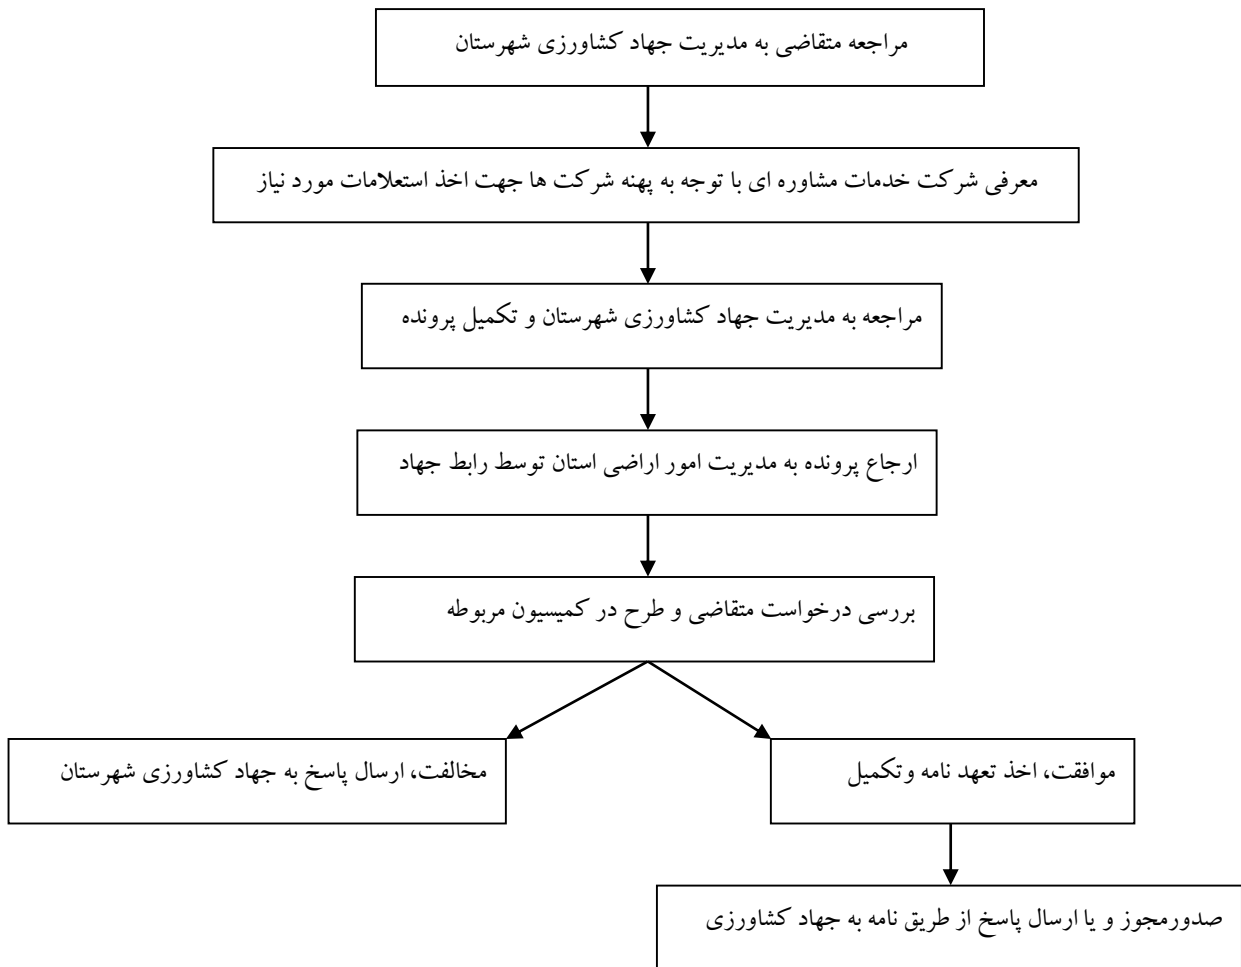 مراجعه متقاضی به مدیریت جهاد کشاورزی شهرستان
معرفی شرکت خدمات مشاوره ای با توجه به پهنه شرکت ها جهت اخذ استعلامات مورد نیاز
مراجعه به مدیریت جهاد کشاورزی شهرستان و تکمیل پرونده
ارجاع پرونده به مدیریت امور اراضی استان توسط رابط جهاد
بررسی درخواست متقاضی و طرح در کمیسیون مربوطه
موافقت، اخذ تعهد نامه وتکمیل
مخالفت، ارسال پاسخ به جهاد کشاورزی شهرستان
صدورمجوز و یا ارسال پاسخ از طریق نامه به جهاد کشاورزی